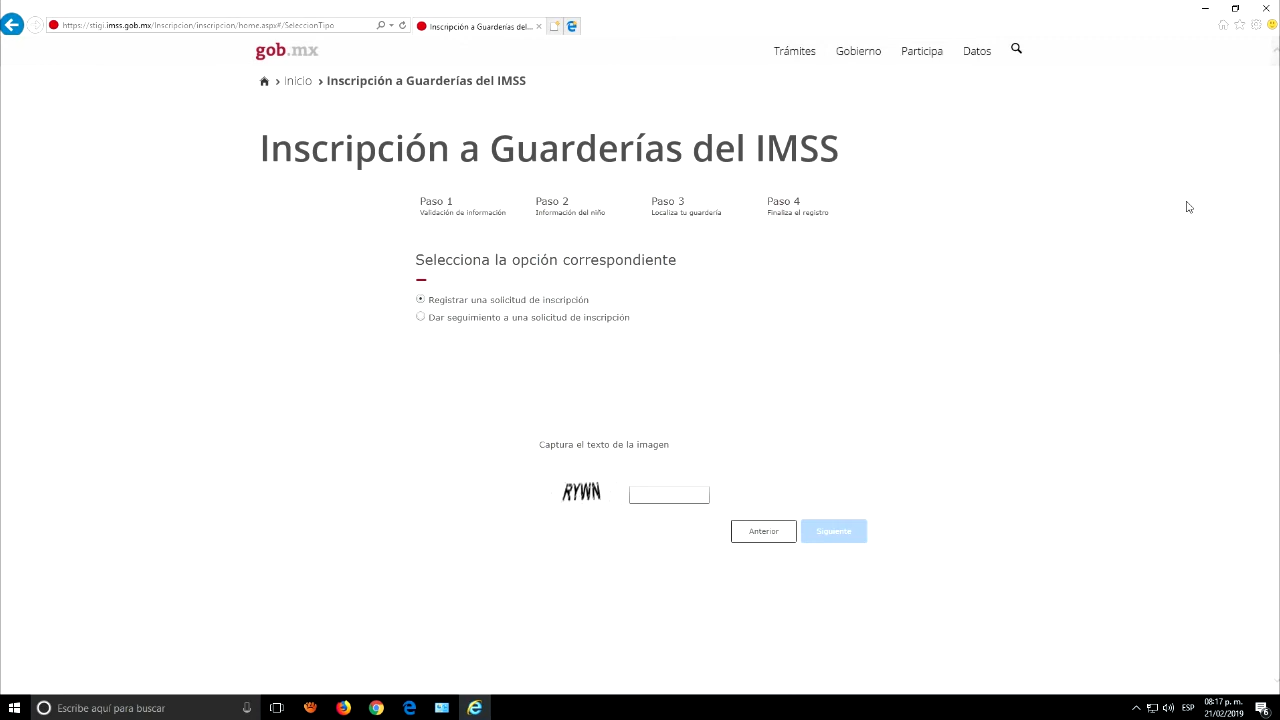 https://stigi.imss.gob.mx/Inscripcion/inscripcion/home.aspx#/SeleccionTipo
Inscripción a Guarderías del...
gob.mx
Trámites Gobierno Participa Datos
Inicio > Inscripción a Guarderías del IMSS
Inscripción a Guarderías del IMSS
Paso 1 Paso 2 Paso 3 Paso 4
Validación de información Información del niño Localiza tu guardería Finaliza el registro
Selecciona la opción correspondiente
Registrar una solicitud de inscripción
Dar seguimiento a una solicitud de inscripción
Captura el texto de la imagen
RYWN
Anterior Siguiente
Escribe aquí para buscar
ESP
08:17 p. m.
21/02/2019
6